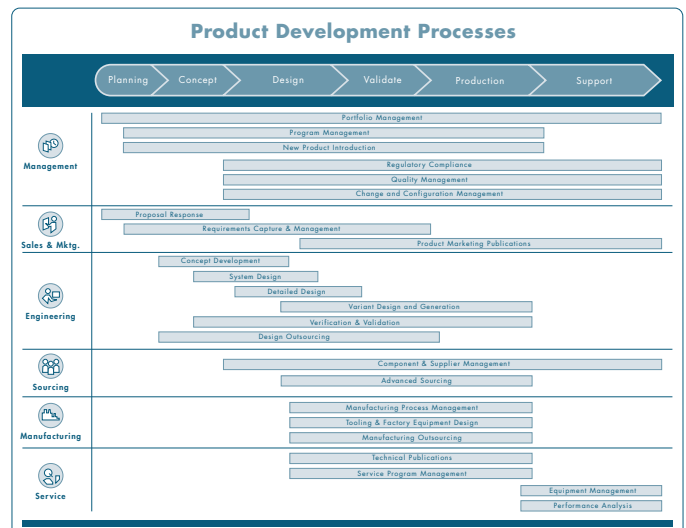 Product Development Processes
Planning Concept Design Validate Production Support
Portfolio Management
Program Management
New Product Introduction
Regulatory Compliance
Quality Management
Change and Configuration Management
Management
Proposal Response
Requirements Capture & Management
Product Marketing Publications
Sales & Mktg.
Concept Development
System Design
Detailed Design
Variant Design and Generation
Verification & Validation
Design Outsourcing
Engineering
Component & Supplier Management
Advanced Sourcing
Sourcing
Manufacturing Process Management
Tooling & Factory Equipment Design
Manufacturing Outsourcing
Manufacturing
Technical Publications
Service Program Management
Equipment Management
Performance Analysis
Service